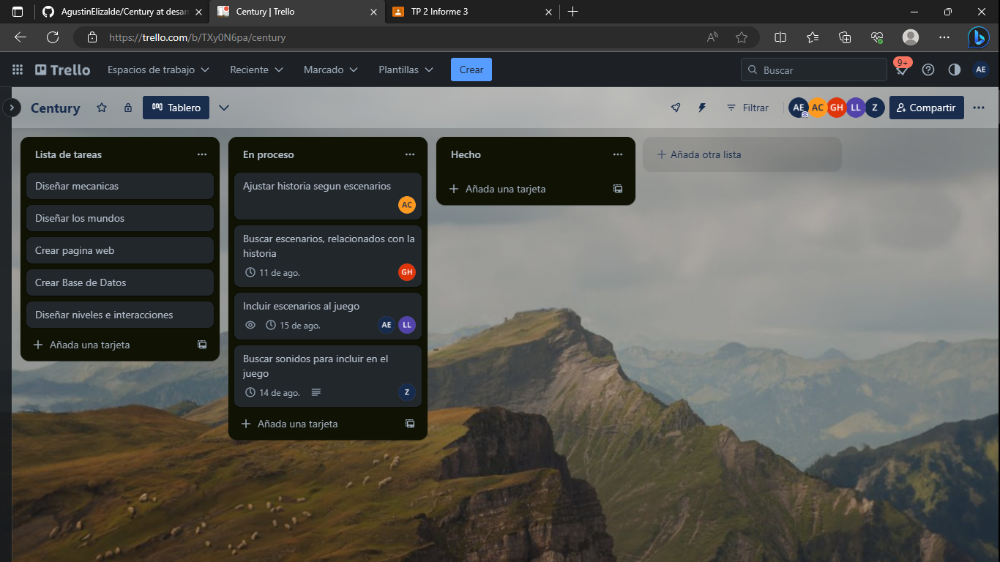 AgustinElizalde/Century at desar
Century | Trello
TP 2 Informe 3
https://trello.com/b/TXy0N6pa/century
Trello
Espacios de trabajo
Reciente
Marcado
Plantillas
Crear
Buscar
9+
AE
Century
Tablero
Filtrar
AE
AC
GH
LL
Z
Compartir
Lista de tareas
Diseñar mecanicas
Diseñar los mundos
Crear pagina web
Crear Base de Datos
Diseñar niveles e interacciones
Añada una tarjeta
En proceso
Ajustar historia segun escenarios
AC
Buscar escenarios, relacionados con la
historia
11 de ago.
GH
Incluir escenarios al juego
15 de ago.
AE
LL
Buscar sonidos para incluir en el
juego
14 de ago.
Z
Añada una tarjeta
Hecho
Añada una tarjeta
Añada otra lista